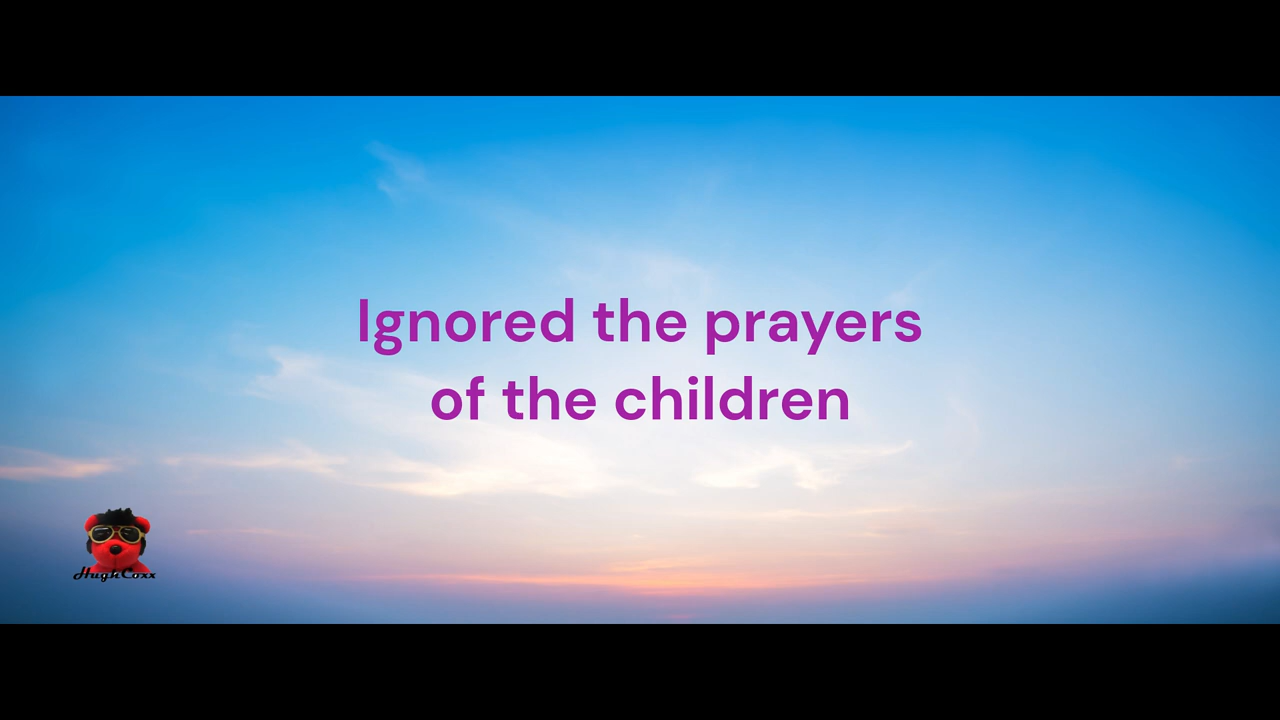 Ignored the prayers
of the children
HughCoxx